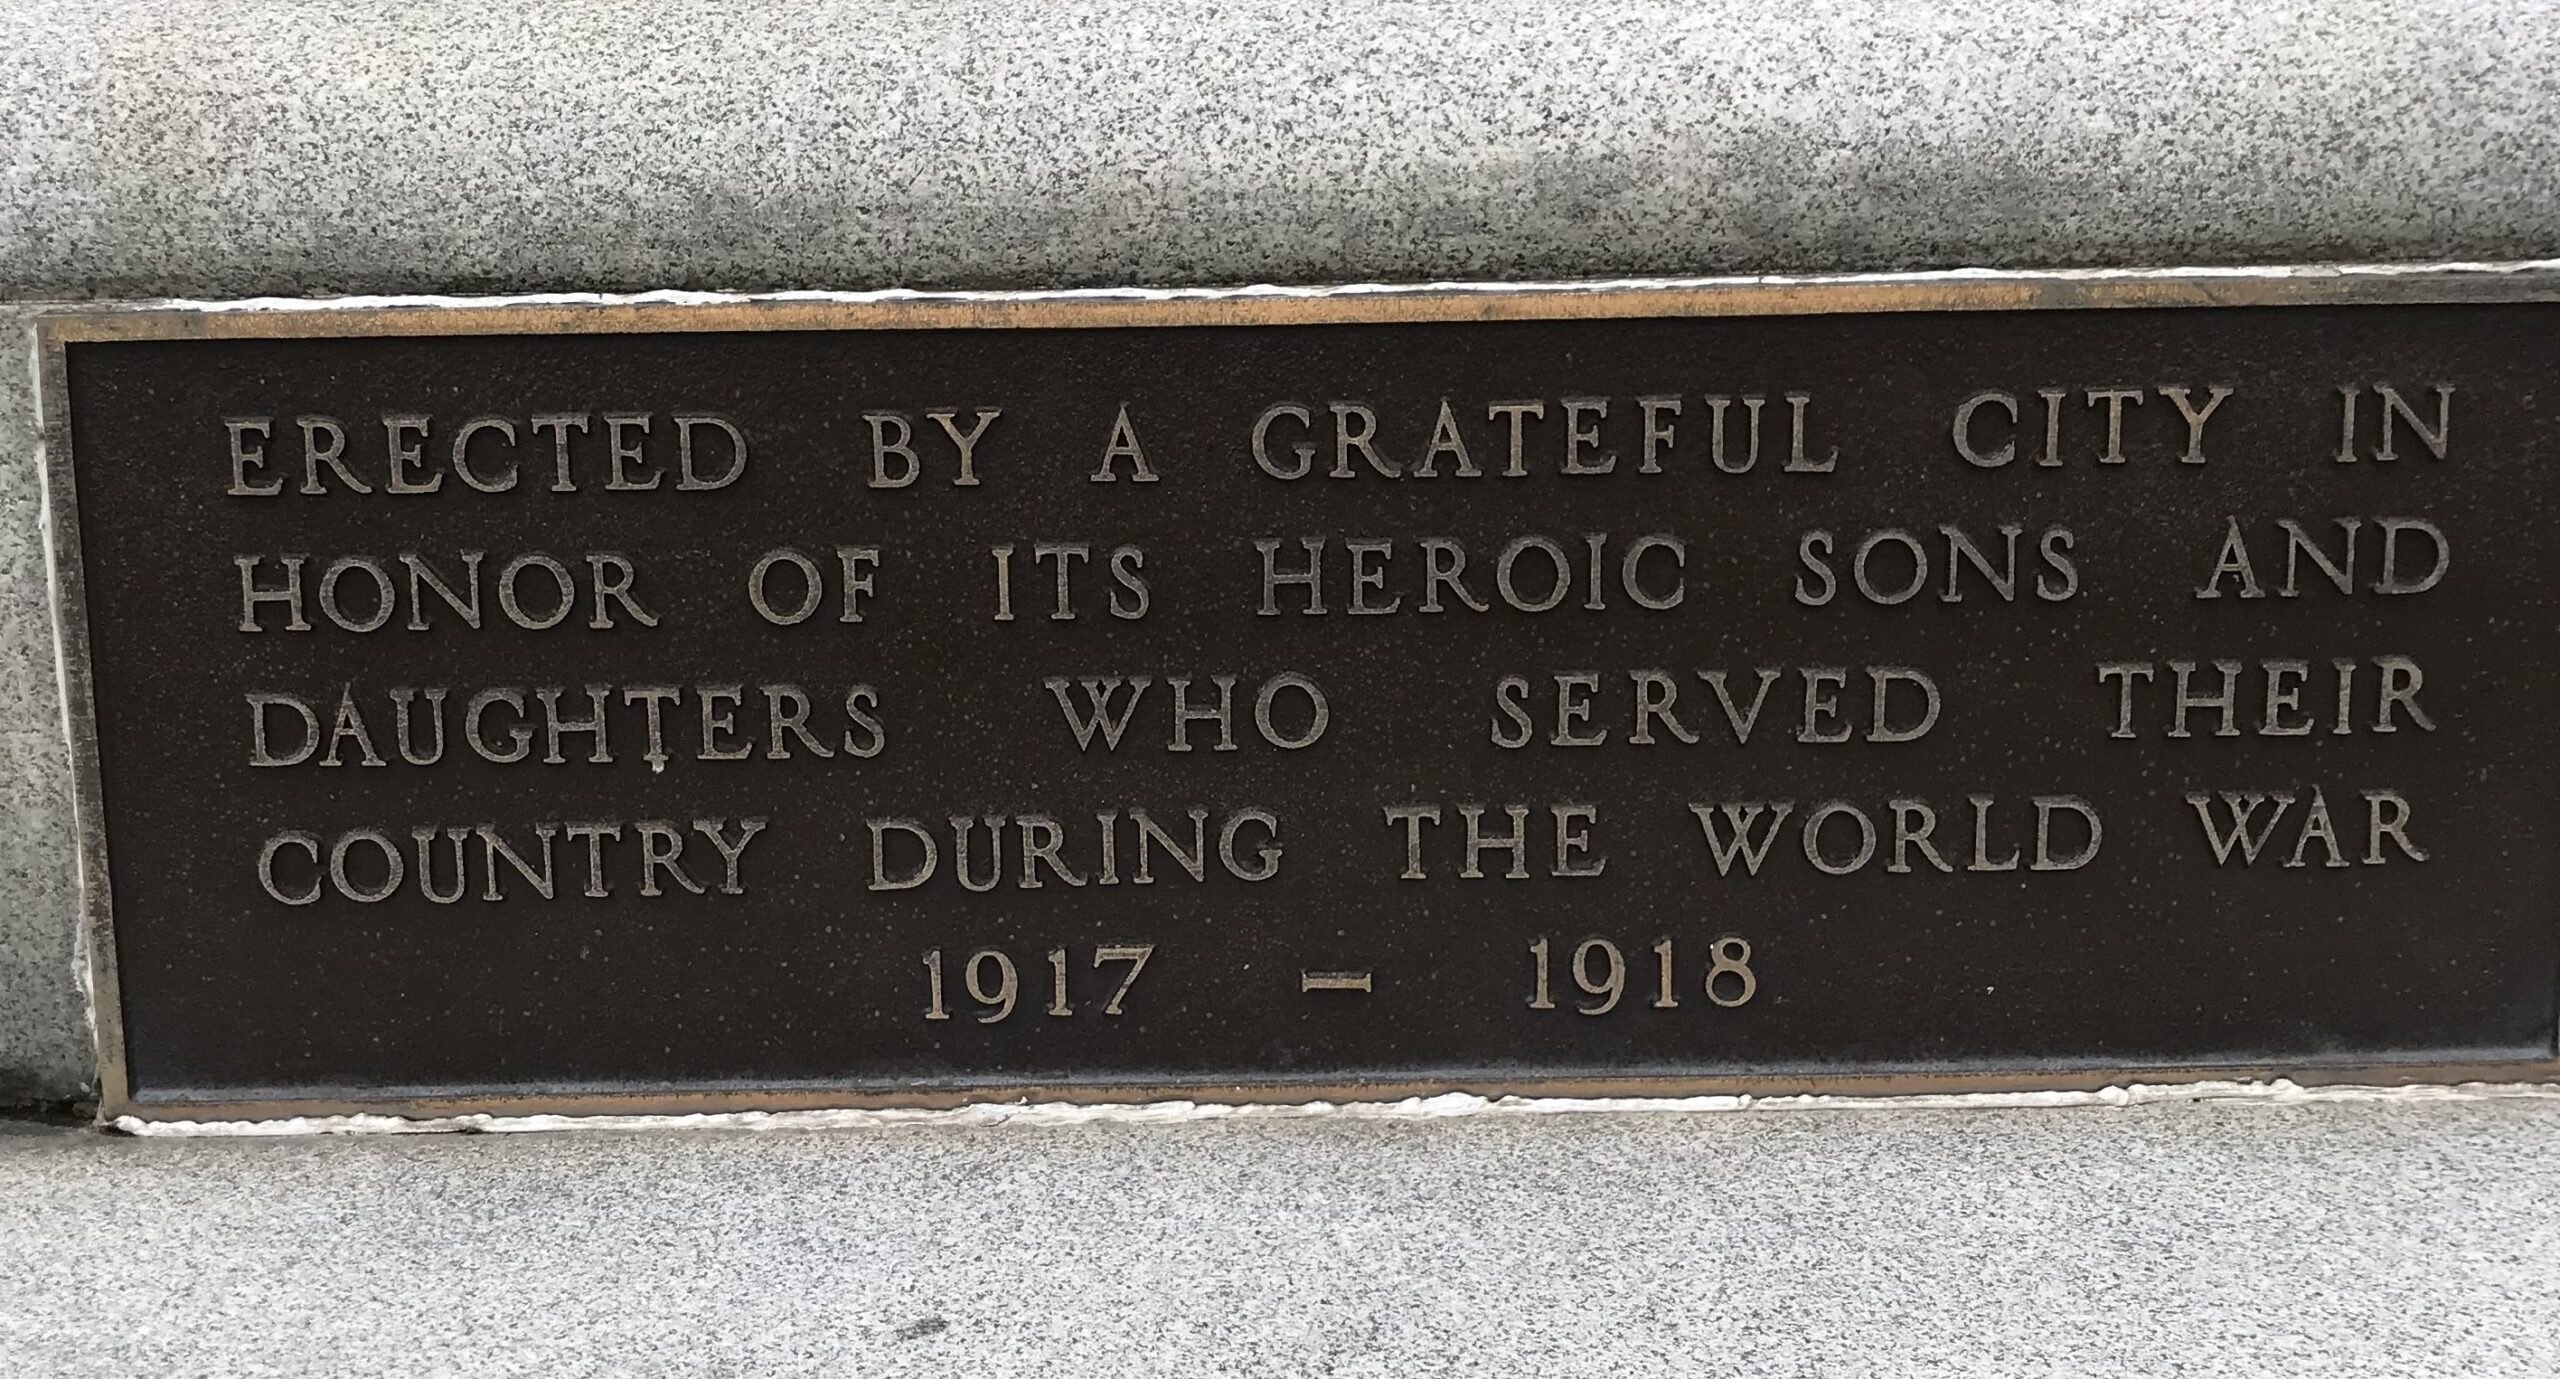 ERECTED BY A GRATEFUL CITY IN
HONOR OF ITS HEROIC SONS AND
DAUGHTERS WHO SERVED THEIR
COUNTRY DURING THE WORLD WAR
1917 – 1918